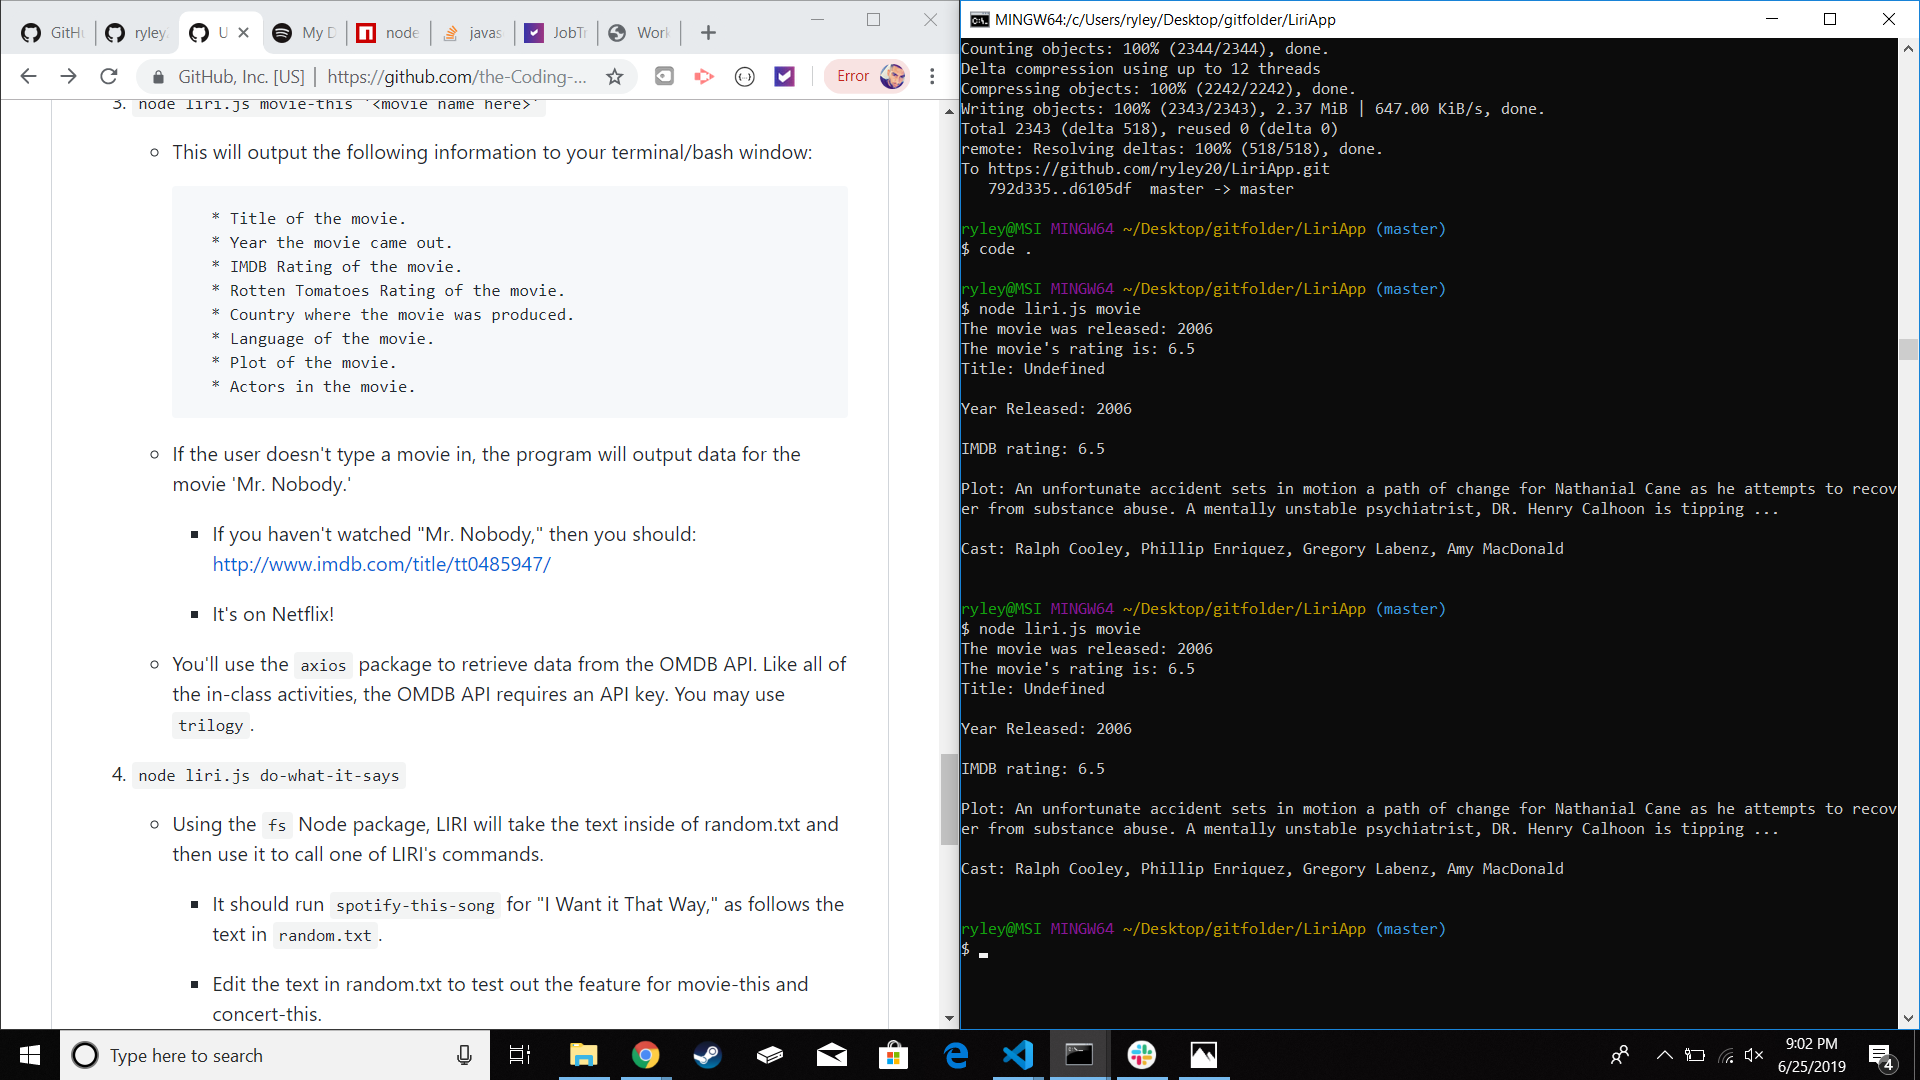 GitH
ryley
U
My D
node
javas
JobTr
Work
GitHub, Inc. [US] | https://github.com/the-Coding-...
Error
3. node liri.js movie-this '<movie name here>'
This will output the following information to your terminal/bash window:
* Title of the movie.
* Year the movie came out.
* IMDB Rating of the movie.
* Rotten Tomatoes Rating of the movie.
* Country where the movie was produced.
* Language of the movie.
* Plot of the movie.
* Actors in the movie.
If the user doesn't type a movie in, the program will output data for the
movie 'Mr. Nobody.'
If you haven't watched "Mr. Nobody," then you should:
http://www.imdb.com/title/tt0485947/
It's on Netflix!
You'll use the axios package to retrieve data from the OMDB API. Like all of
the in-class activities, the OMDB API requires an API key. You may use
trilogy.
4. node liri.js do-what-it-says
Using the fs Node package, LIRI will take the text inside of random.txt and
then use it to call one of LIRI's commands.
It should run spotify-this-song for "I Want it That Way," as follows the
text in random.txt.
Edit the text in random.txt to test out the feature for movie-this and
concert-this.
MINGW64:/c/Users/ryley/Desktop/gitfolder/LiriApp
Counting objects: 100% (2344/2344), done.
Delta compression using up to 12 threads
Compressing objects: 100% (2242/2242), done.
Writing objects: 100% (2343/2343), 2.37 MiB | 647.00 KiB/s, done.
Total 2343 (delta 518), reused 0 (delta 0)
remote: Resolving deltas: 100% (518/518), done.
To https://github.com/ryley20/LiriApp.git
792d335..d6105df master -> master
ryley@MSI MINGW64 ~/Desktop/gitfolder/LiriApp (master)
$ code .
ryley@MSI MINGW64 ~/Desktop/gitfolder/LiriApp (master)
$ node liri.js movie
The movie was released: 2006
The movie's rating is: 6.5
Title: Undefined
Year Released: 2006
IMDB rating: 6.5
Plot: An unfortunate accident sets in motion a path of change for Nathanial Cane as he attempts to recov
er from substance abuse. A mentally unstable psychiatrist, DR. Henry Calhoon is tipping ...
Cast: Ralph Cooley, Phillip Enriquez, Gregory Labenz, Amy MacDonald
ryley@MSI MINGW64 ~/Desktop/gitfolder/LiriApp (master)
$ node liri.js movie
The movie was released: 2006
The movie's rating is: 6.5
Title: Undefined
Year Released: 2006
IMDB rating: 6.5
Plot: An unfortunate accident sets in motion a path of change for Nathanial Cane as he attempts to recov
er from substance abuse. A mentally unstable psychiatrist, DR. Henry Calhoon is tipping ...
Cast: Ralph Cooley, Phillip Enriquez, Gregory Labenz, Amy MacDonald
ryley@MSI MINGW64 ~/Desktop/gitfolder/LiriApp (master)
$
Type here to search
9:02 PM
6/25/2019
4